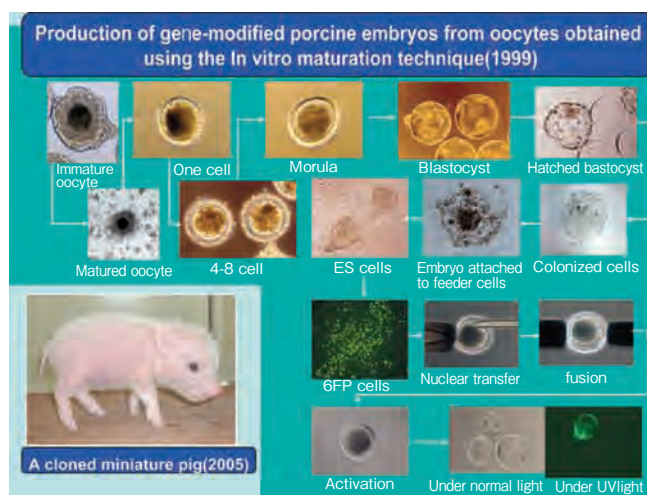 Production of gene-modified porcine embryos from oocytes obtained
using the In vitro maturation technique(1999)
Immature
oocyte
One cell
Morula
Blastocyst
Hatched bastocyst
Matured oocyte
4-8 cell
ES cells
Embryo attached
to feeder cells
Colonized cells
6FP cells
Nuclear transfer
fusion
A cloned miniature pig(2005)
Activation
Under normal light
Under UVlight